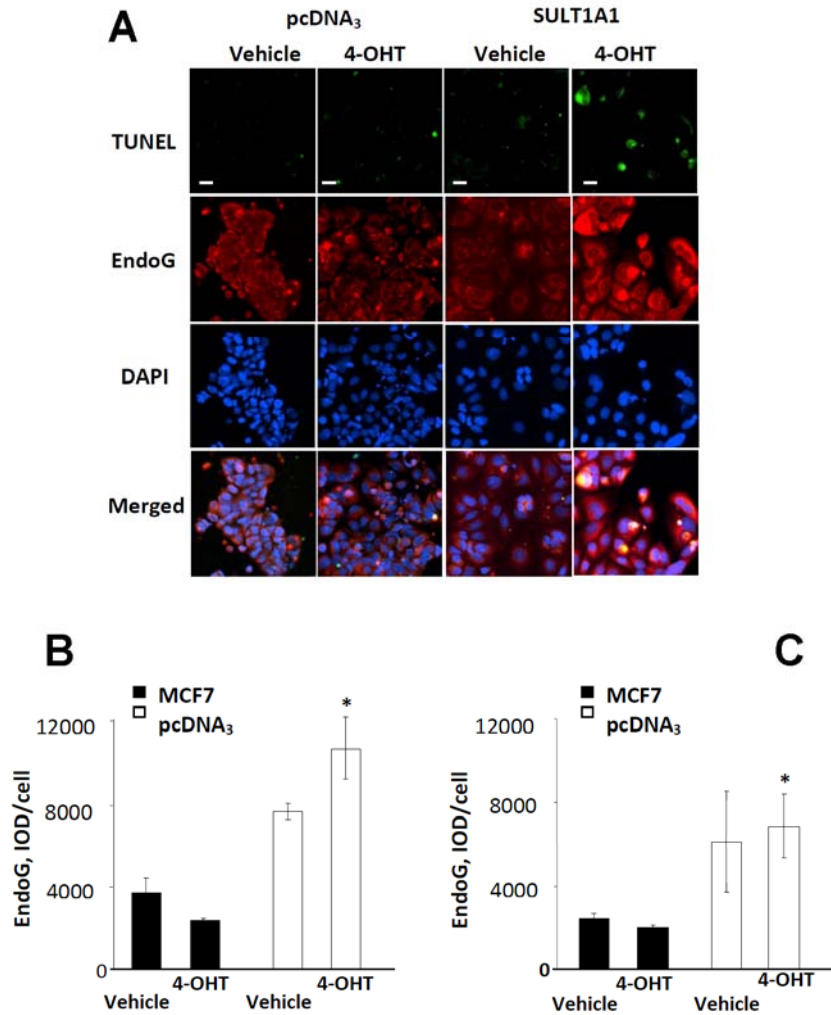 A
pcDNA3 SULT1A1
Vehicle 4-OHT Vehicle 4-OHT
TUNEL
EndoG
DAPI
Merged
B
MCF7
pcDNA3
*
12000
8000
4000
0
EndoG, IOD/cell
4-OHT 4-OHT
Vehicle Vehicle
C
MCF7
pcDNA3
*
12000
8000
4000
0
EndoG, IOD/cell
4-OHT 4-OHT
Vehicle Vehicle